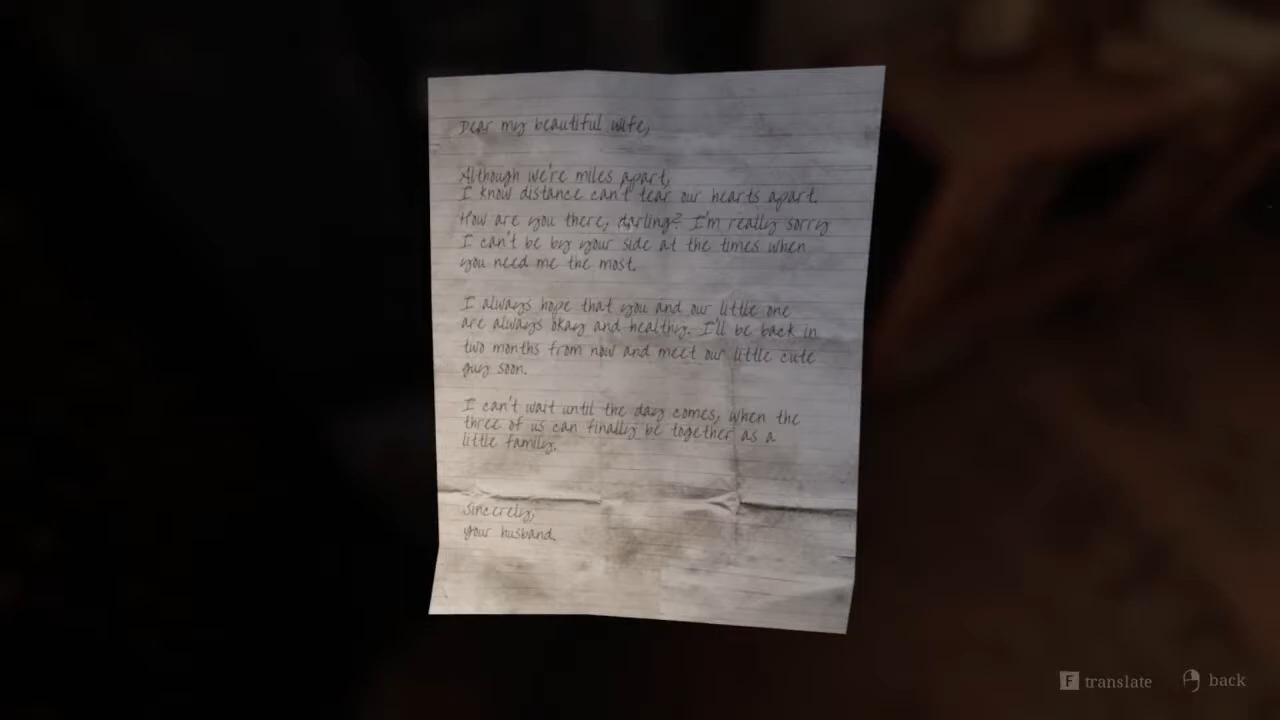 Dear my beautiful wife,
Although we're miles apart,
I know distance can't tear our hearts apart.
How are you there, darling? I'm really sorry
I can't be by your side at the times when
you need me the most.
I always hope that you and our little one
are always okay and healthy. I'll be back in
two months from now and meet our little cute
guy soon.
I can't wait until the day comes, when the
three of us can finally be together as a
little family.
Sincerely,
your husband.
F translate back